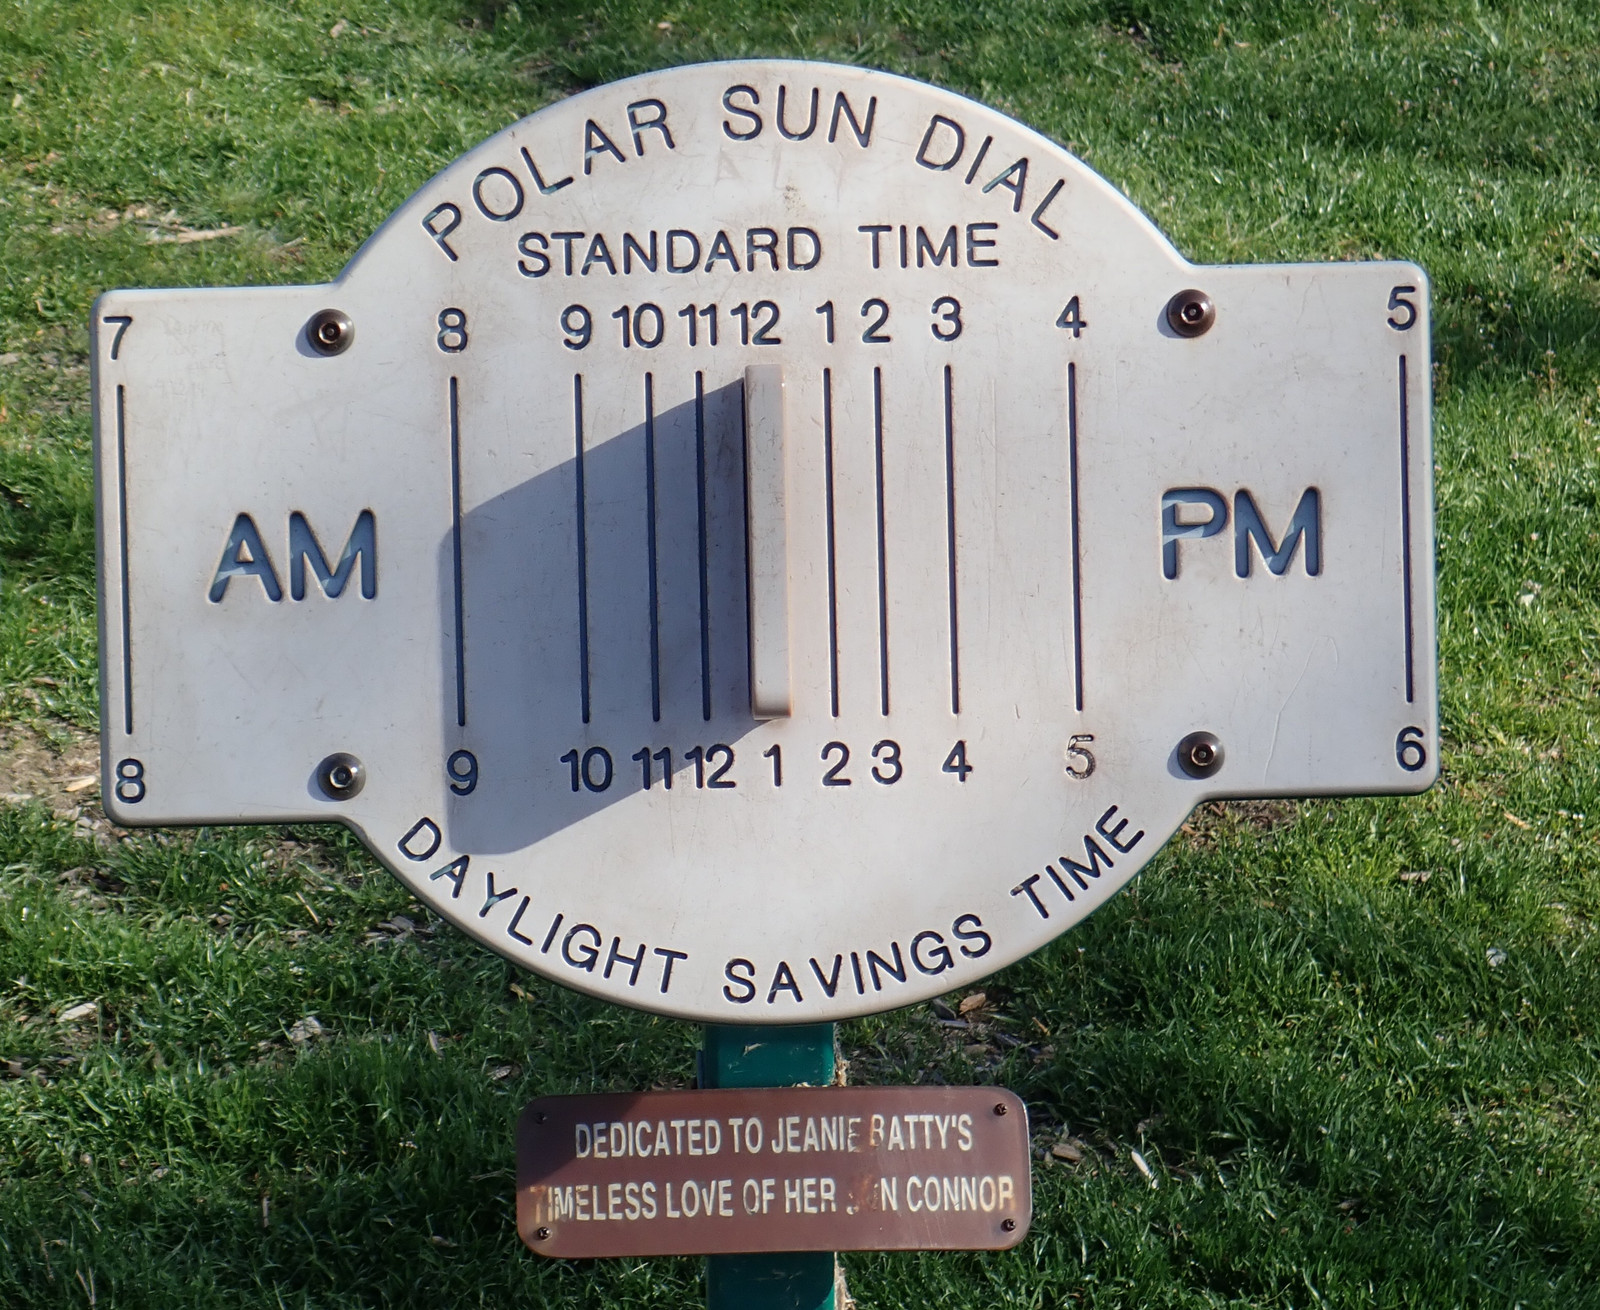 POLAR SUN DIAL
STANDARD TIME
7 8 9 10 11 12 1 2 3 4 5
AM PM
8 9 10 11 12 1 2 3 4 5 6
DAYLIGHT SAVINGS TIME
DEDICATED TO JEANIE BATTY'S
TIMELESS LOVE OF HER CONNOR